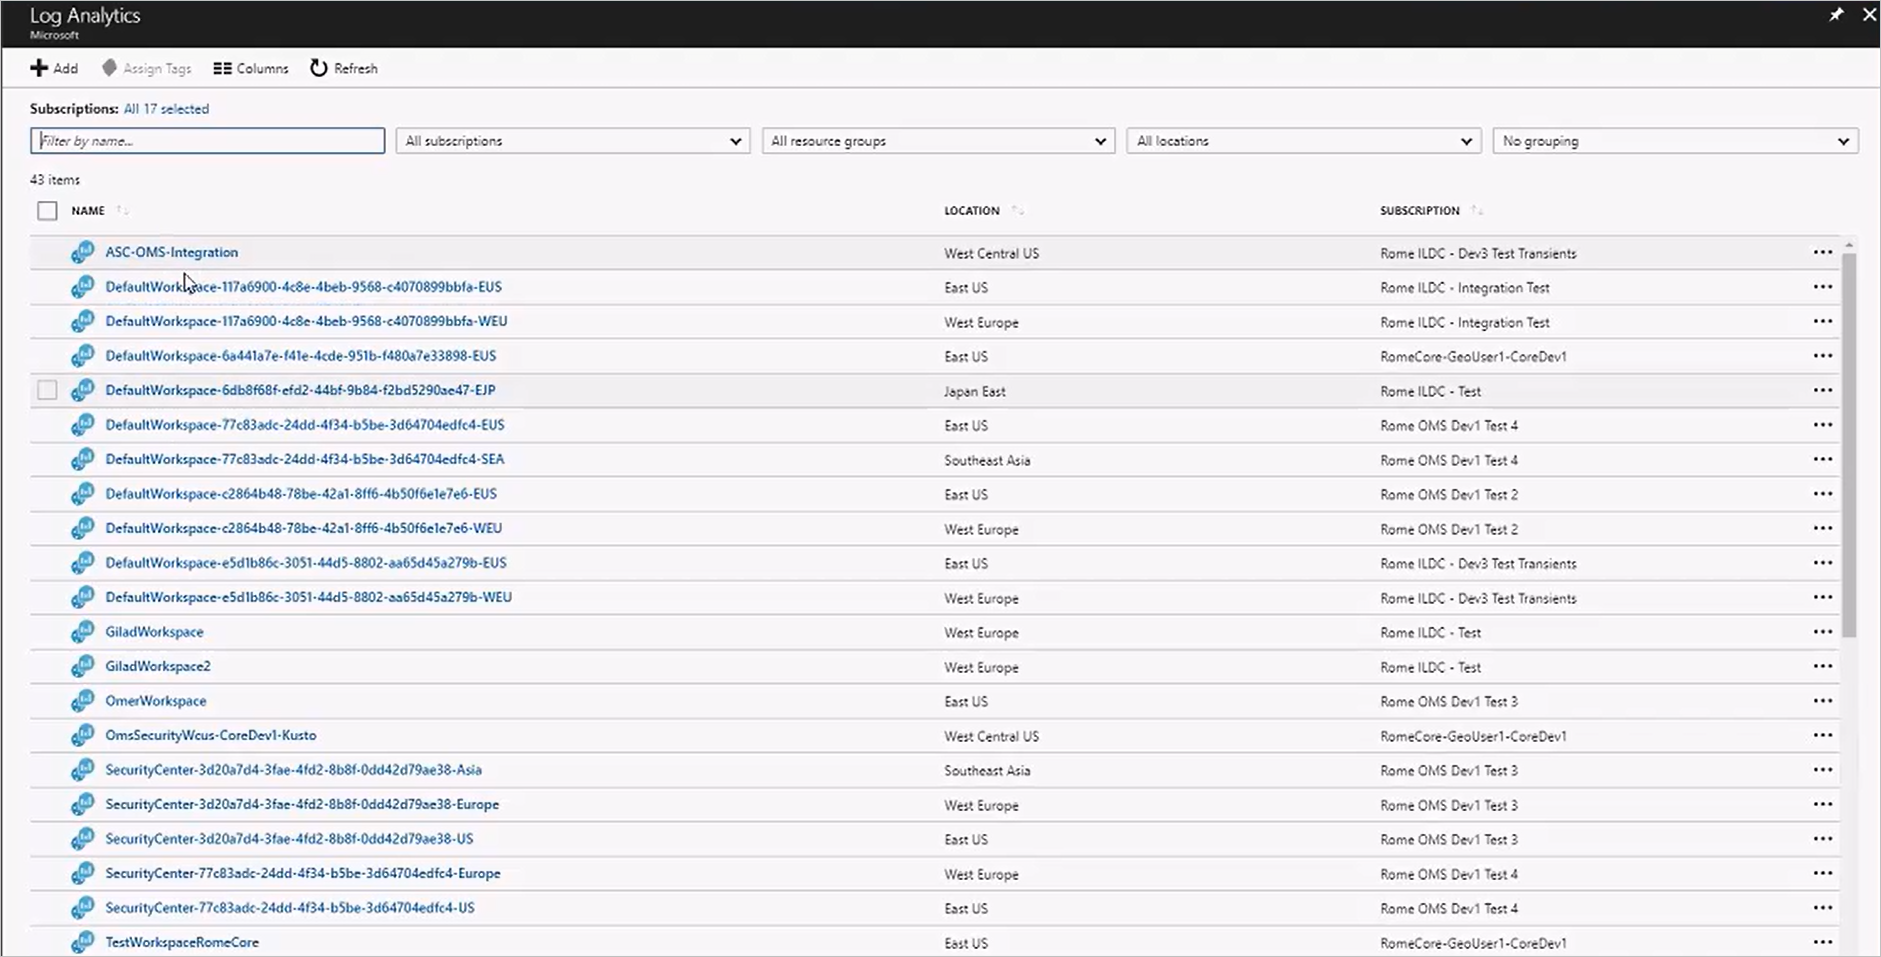 Log Analytics
Microsoft
Add Assign Tags Columns Refresh
Subscriptions: All 17 selected
Filter by name... All subscriptions All resource groups All locations No grouping
43 items
NAME LOCATION SUBSCRIPTION
ASC-OMS-Integration West Central US Rome ILDC - Dev3 Test Transients
DefaultWorkspace-117a6900-4c8e-4beb-9568-c4070899bbfa-EUS East US Rome ILDC - Integration Test
DefaultWorkspace-117a6900-4c8e-4beb-9568-c4070899bbfa-WEU West Europe Rome ILDC - Integration Test
DefaultWorkspace-6a441a7e-f41e-4cde-951b-f480a7e33898-EUS East US RomeCore-GeoUser1-CoreDev1
DefaultWorkspace-6db8f68f-efd2-44bf-9b84-f2bd5290ae47-EJP Japan East Rome ILDC - Test
DefaultWorkspace-77c83adc-24dd-4f34-b5be-3d64704edfc4-EUS East US Rome OMS Dev1 Test 4
DefaultWorkspace-77c83adc-24dd-4f34-b5be-3d64704edfc4-SEA Southeast Asia Rome OMS Dev1 Test 4
DefaultWorkspace-c2864b48-78be-42a1-8ff6-4b50f6e1e7e6-EUS East US Rome OMS Dev1 Test 2
DefaultWorkspace-c2864b48-78be-42a1-8ff6-4b50f6e1e7e6-WEU West Europe Rome OMS Dev1 Test 2
DefaultWorkspace-e5d1b86c-3051-44d5-8802-aa65d45a279b-EUS East US Rome ILDC - Dev3 Test Transients
DefaultWorkspace-e5d1b86c-3051-44d5-8802-aa65d45a279b-WEU West Europe Rome ILDC - Dev3 Test Transients
GiladWorkspace West Europe Rome ILDC - Test
GiladWorkspace2 West Europe Rome ILDC - Test
OmerWorkspace East US Rome OMS Dev1 Test 3
OmsSecurityWcus-CoreDev1-Kusto West Central US RomeCore-GeoUser1-CoreDev1
SecurityCenter-3d20a7d4-3fae-4fd2-8b8f-0dd42d79ae38-Asia Southeast Asia Rome OMS Dev1 Test 3
SecurityCenter-3d20a7d4-3fae-4fd2-8b8f-0dd42d79ae38-Europe West Europe Rome OMS Dev1 Test 3
SecurityCenter-3d20a7d4-3fae-4fd2-8b8f-0dd42d79ae38-US East US Rome OMS Dev1 Test 3
SecurityCenter-77c83adc-24dd-4f34-b5be-3d64704edfc4-Europe West Europe Rome OMS Dev1 Test 4
SecurityCenter-77c83adc-24dd-4f34-b5be-3d64704edfc4-US East US Rome OMS Dev1 Test 4
TestWorkspaceRomeCore East US RomeCore-GeoUser1-CoreDev1